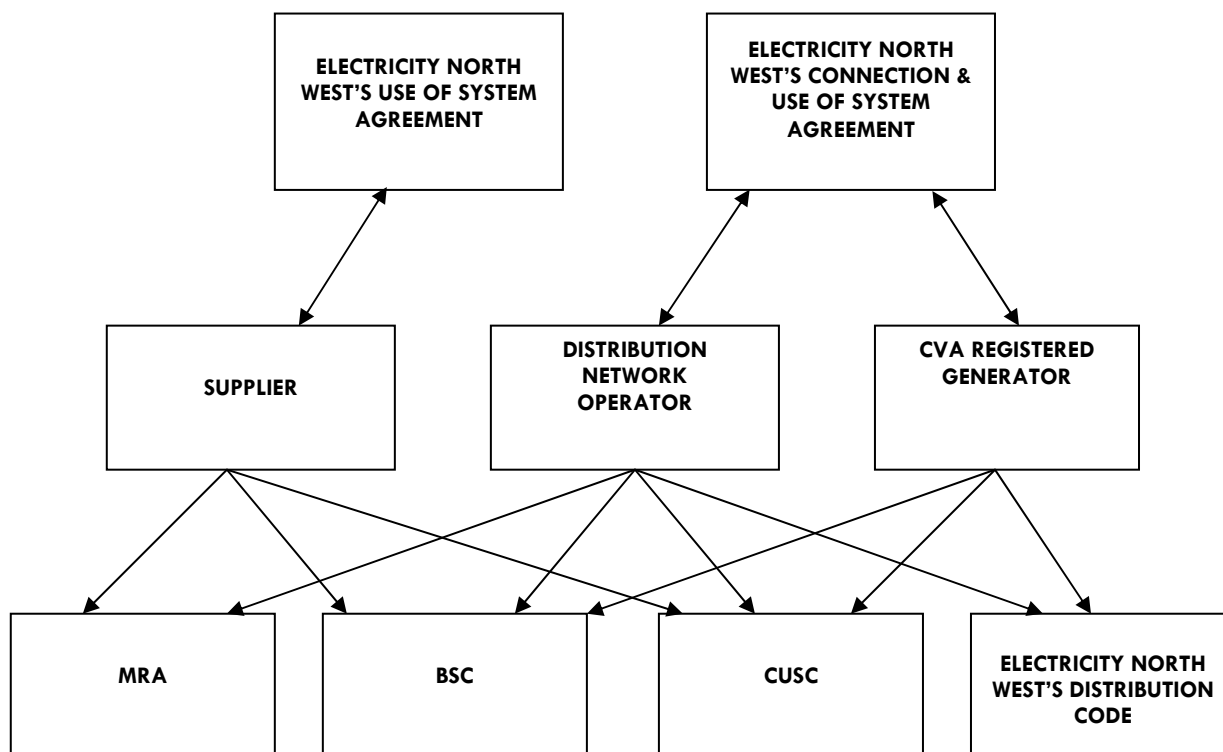 ELECTRICITY NORTH
WEST’S USE OF SYSTEM
AGREEMENT
ELECTRICITY NORTH
WEST’S CONNECTION &
USE OF SYSTEM
AGREEMENT
SUPPLIER
DISTRIBUTION
NETWORK
OPERATOR
CVA REGISTERED
GENERATOR
MRA
BSC
CUSC
ELECTRICITY NORTH
WEST’S DISTRIBUTION
CODE